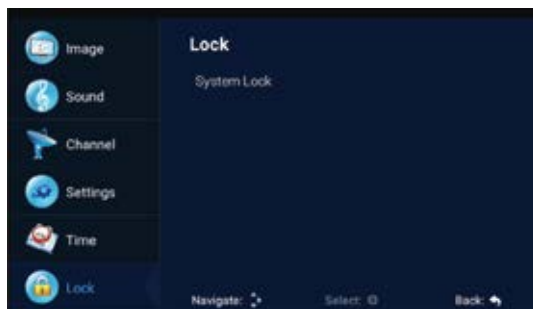 Image
Sound
Channel
Settings
Time
Lock
Lock
System Lock
Navigate:
Select:
Back: